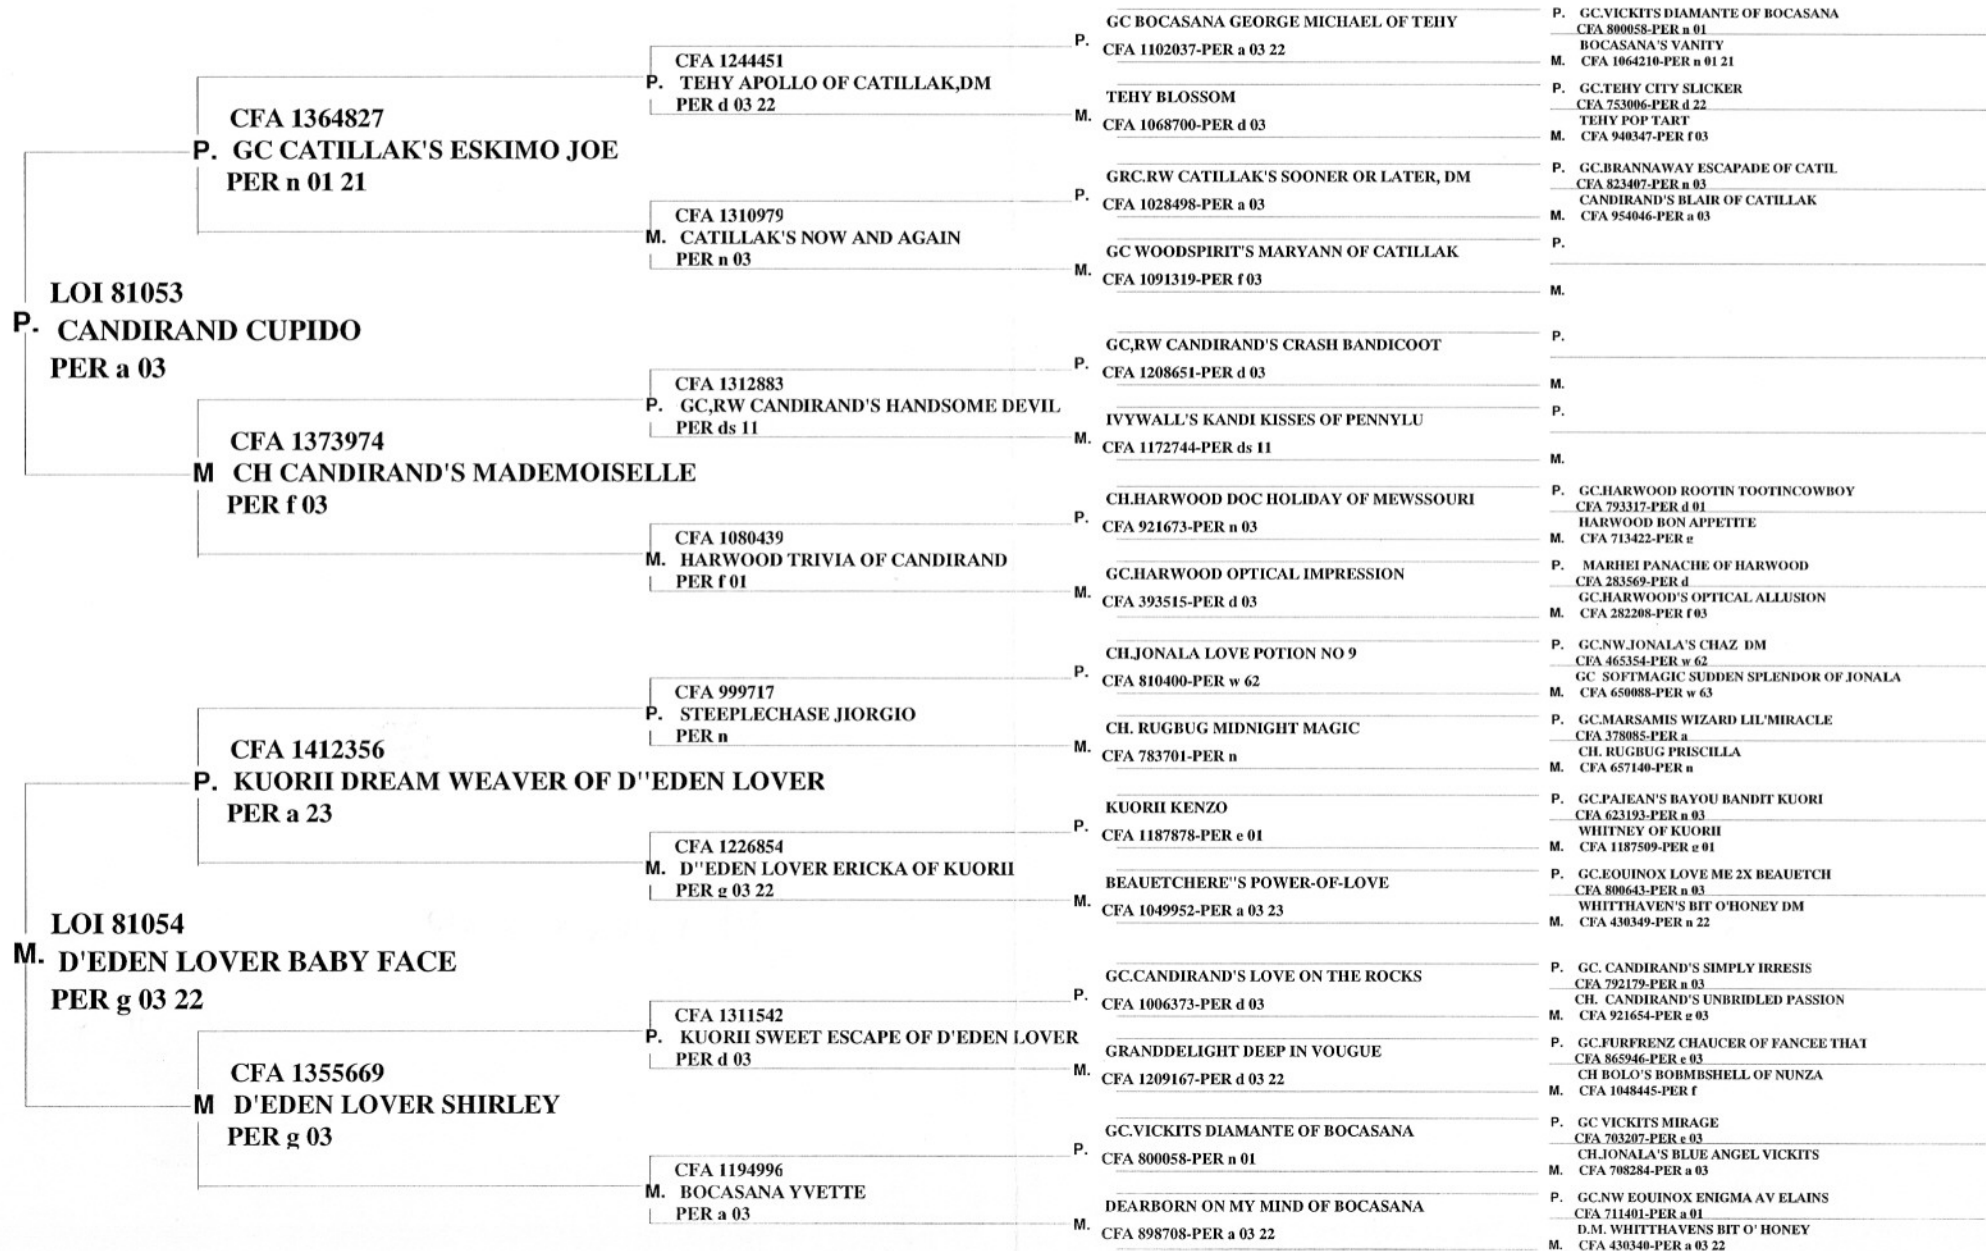 P.
LOI 81053
CANDIRAND CUPIDO
PER a 03
M.
LOI 81054
D'EDEN LOVER BABY FACE
PER g 03 22
P.
CFA 1364827
GC CATILLAK'S ESKIMO JOE
PER n 01 21
M
CFA 1373974
CH CANDIRAND'S MADEMOISELLE
PER f 03
P.
CFA 1412356
KUORII DREAM WEAVER OF D''EDEN LOVER
PER a 23
M
CFA 1355669
D'EDEN LOVER SHIRLEY
PER g 03
CFA 1244451
P. TEHY APOLLO OF CATILLAK,DM
PER d 03 22
CFA 1310979
M. CATILLAK'S NOW AND AGAIN
PER n 03
CFA 1312883
P. GC,RW CANDIRAND'S HANDSOME DEVIL
PER ds 11
CFA 1080439
M. HARWOOD TRIVIA OF CANDIRAND
PER f 01
CFA 999717
P. STEEPLECHASE JIORGIO
PER n
CFA 1226854
M. D''EDEN LOVER ERICKA OF KUORII
PER g 03 22
CFA 1311542
P. KUORII SWEET ESCAPE OF D'EDEN LOVER
PER d 03
CFA 1194996
M. BOCASANA YVETTE
PER a 03
P. GC BOCASANA GEORGE MICHAEL OF TEHY
CFA 1102037-PER a 03 22
M. TEHY BLOSSOM
CFA 1068700-PER d 03
P. GRC.RW CATILLAK'S SOONER OR LATER, DM
CFA 1028498-PER a 03
M. GC WOODSPIRIT'S MARYANN OF CATILLAK
CFA 1091319-PER f 03
P. GC,RW CANDIRAND'S CRASH BANDICOOT
CFA 1208651-PER d 03
M. IVYWALL'S KANDI KISSES OF PENNYLU
CFA 1172744-PER ds 11
P. CH.HARWOOD DOC HOLIDAY OF MEWSSOURI
CFA 921673-PER n 03
M. GC.HARWOOD OPTICAL IMPRESSION
CFA 393515-PER d 03
P. CH.JONALA LOVE POTION NO 9
CFA 810400-PER w 62
M. CH. RUGBUG MIDNIGHT MAGIC
CFA 783701-PER n
P. KUORII KENZO
CFA 1187878-PER e 01
M. BEAUETCHERE''S POWER-OF-LOVE
CFA 1049952-PER a 03 23
P. GC.CANDIRAND'S LOVE ON THE ROCKS
CFA 1006373-PER d 03
M. GRANDDELIGHT DEEP IN VOUGUE
CFA 1209167-PER d 03 22
P. GC.VICKITS DIAMANTE OF BOCASANA
CFA 800058-PER n 01
M. DEARBORN ON MY MIND OF BOCASANA
CFA 898708-PER a 03 22
P. GC.VICKITS DIAMANTE OF BOCASANA
CFA 800058-PER n 01
BOCASANA'S VANITY
M. CFA 1064210-PER n 01 21
P. GC.TEHY CITY SLICKER
CFA 753006-PER d 22
TEHY POP TART
M. CFA 940347-PER f 03
P. GC.BRANNAWAY ESCAPADE OF CATIL
CFA 823407-PER n 03
CANDIRAND'S BLAIR OF CATILLAK
M. CFA 954046-PER a 03
P.
M.
P.
M.
P.
M.
P. GC.HARWOOD ROOTIN TOOTINCOWBOY
CFA 793317-PER d 01
HARWOOD BON APPETITE
M. CFA 713422-PER g
P. MARHEI PANACHE OF HARWOOD
CFA 283569-PER d
GC.HARWOOD'S OPTICAL ALLUSION
M. CFA 282208-PER f 03
P. GC.NW.JONALA'S CHAZ DM
CFA 465354-PER w 62
GC SOFTMAGIC SUDDEN SPLENDOR OF JONALA
M. CFA 650088-PER w 63
P. GC.MARSAMIS WIZARD LIL'MIRACLE
CFA 378085-PER a
CH. RUGBUG PRISCILLA
M. CFA 657140-PER n
P. GC.PAJEAN'S BAYOU BANDIT KUORI
CFA 623193-PER n 03
WHITNEY OF KUORII
M. CFA 1187509-PER g 01
P. GC.EQUINOX LOVE ME 2X BEAUETCH
CFA 800643-PER n 03
WHITTHAVEN'S BIT O'HONEY DM
M. CFA 430349-PER n 22
P. GC. CANDIRAND'S SIMPLY IRRESIS
CFA 792179-PER n 03
CH. CANDIRAND'S UNBRIDLED PASSION
M. CFA 921654-PER g 03
P. GC.FURFRENZ CHAUCER OF FANCEE THAT
CFA 865946-PER e 03
CH BOLO'S BOBMBSHELL OF NUNZA
M. CFA 1048445-PER f
P. GC VICKITS MIRAGE
CFA 703207-PER e 03
CH.JONALA'S BLUE ANGEL VICKITS
M. CFA 708284-PER a 03
P. GC.NW EQUINOX ENIGMA AV ELAINS
CFA 711401-PER a 01
D.M. WHITTHAVENS BIT O' HONEY
M. CFA 430340-PER a 03 22